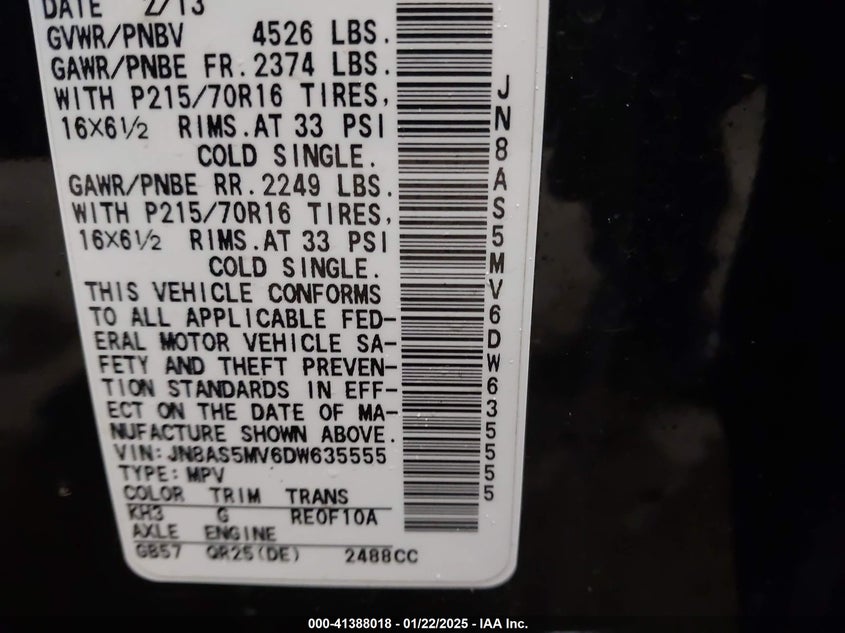 DATE 2/13
GVWR/PNBV 4526 LBS.
GAWR/PNBE FR. 2374 LBS.
WITH P215/70R16 TIRES,
16X6½ RIMS. AT 33 PSI
COLD SINGLE.
GAWR/PNBE RR. 2249 LBS.
WITH P215/70R16 TIRES,
16X6½ RIMS. AT 33 PSI
COLD SINGLE.
THIS VEHICLE CONFORMS
TO ALL APPLICABLE FED-
ERAL MOTOR VEHICLE SA-
FETY AND THEFT PREVEN-
TION STANDARDS IN EFF-
ECT ON THE DATE OF MA-
NUFACTURE SHOWN ABOVE.
VIN: JN8AS5MV6DW635555
TYPE: MPV
COLOR TRIM TRANS
KH3 G RE0F10A
AXLE ENGINE
GB57 QR25(DE) 2488CC
JN8AS5MV6DW635555
000-41388018 - 01/22/2025 - IAA Inc.